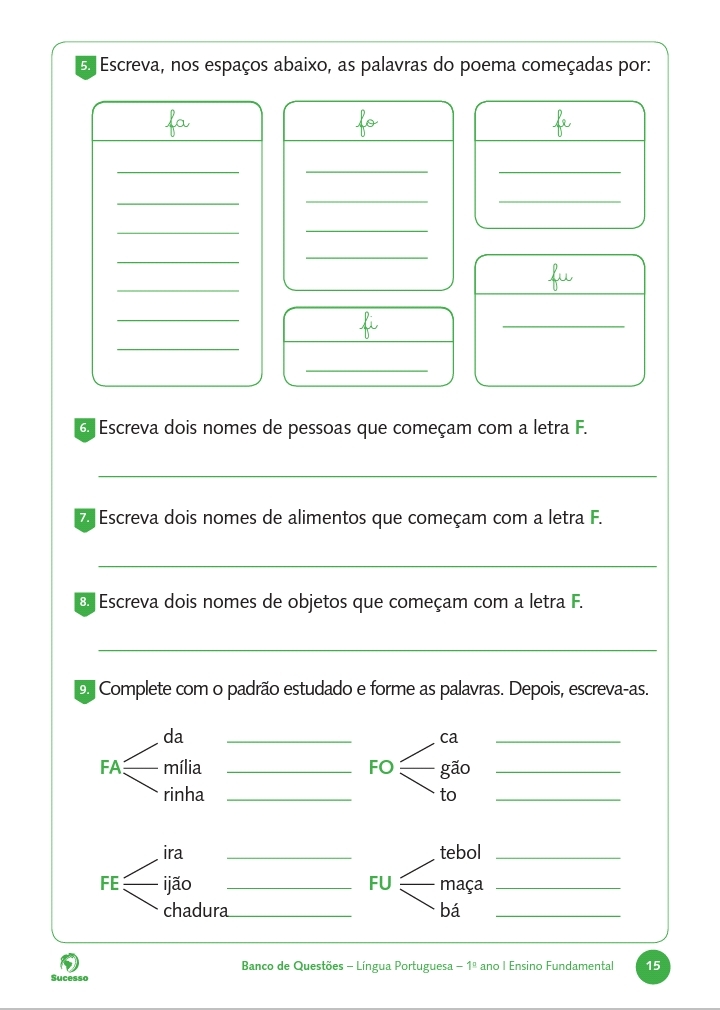 5. Escreva, nos espaços abaixo, as palavras do poema começadas por:
fa
fo
fe
fi
fu
6. Escreva dois nomes de pessoas que começam com a letra F.
7. Escreva dois nomes de alimentos que começam com a letra F.
8. Escreva dois nomes de objetos que começam com a letra F.
9. Complete com o padrão estudado e forme as palavras. Depois, escreva-as.
FA
da
mília
rinha
FO
ca
gão
to
FE
ira
ijão
chadura
FU
tebol
maça
bá
Sucesso
Banco de Questões – Língua Portuguesa – 1º ano | Ensino Fundamental
15